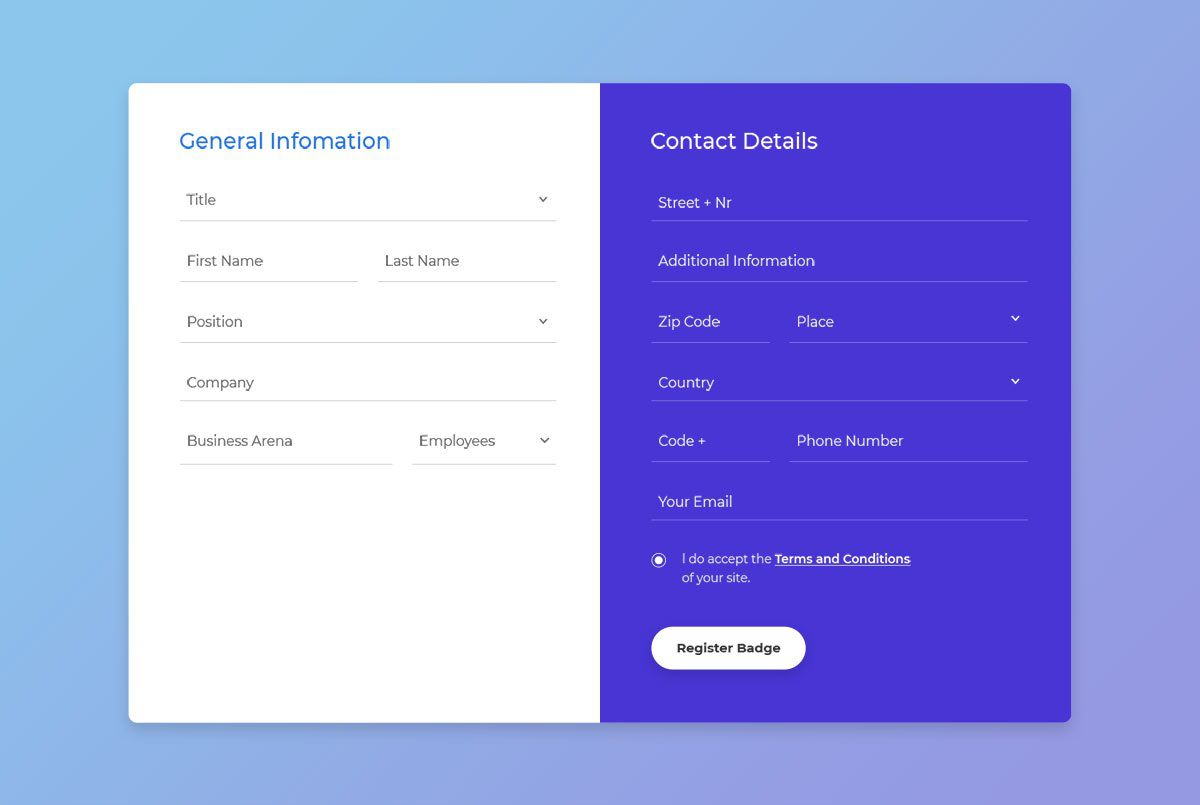 General Infomation
Title
First Name
Last Name
Position
Company
Business Arena
Employees
Contact Details
Street + Nr
Additional Information
Zip Code
Place
Country
Code +
Phone Number
Your Email
I do accept the Terms and Conditions
of your site.
Register Badge